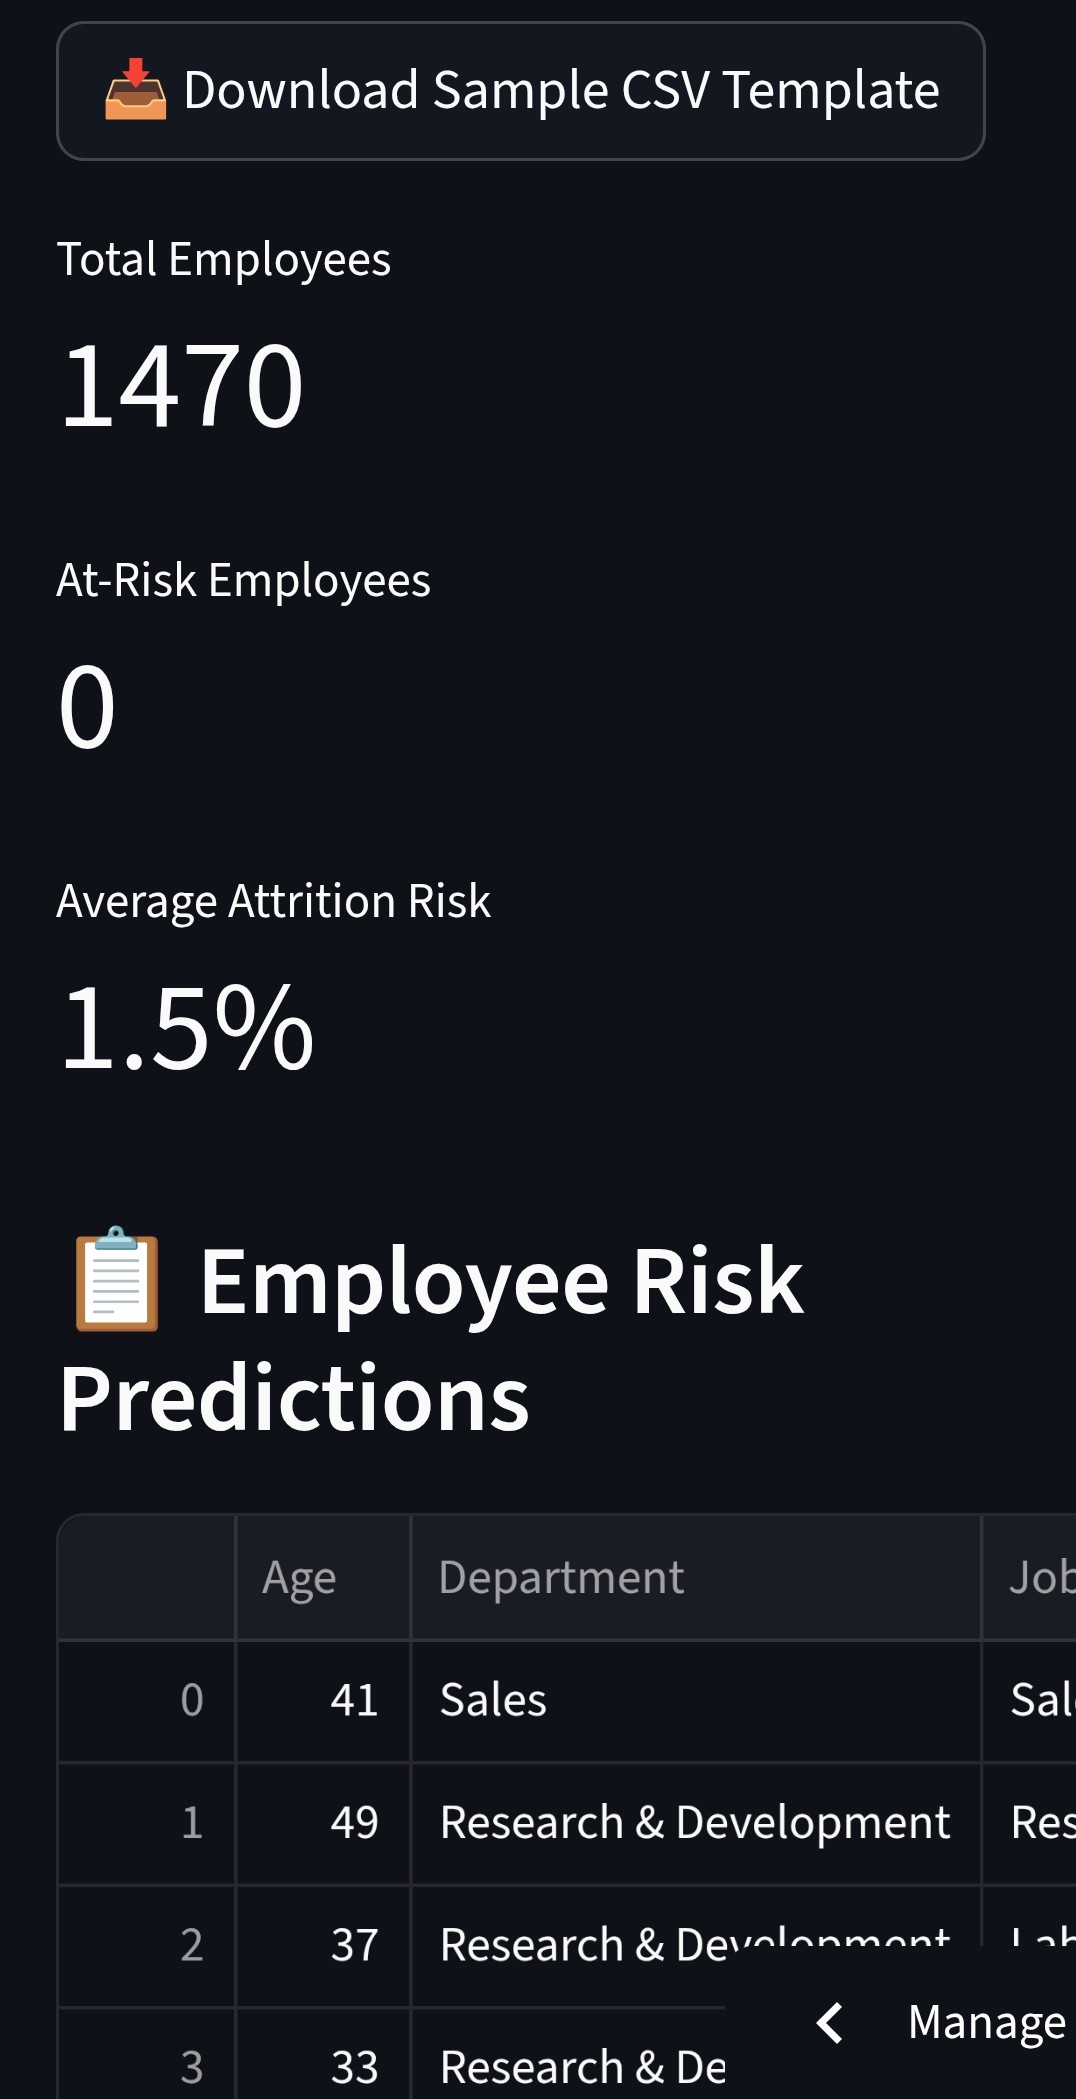 Download Sample CSV Template
Total Employees
1470
At-Risk Employees
0
Average Attrition Risk
1.5%
Employee Risk
Predictions
Age Department Job
0 41 Sales Sal
1 49 Research & Development Res
2 37 Research & Development Lab
3 33 Research & De
Manage